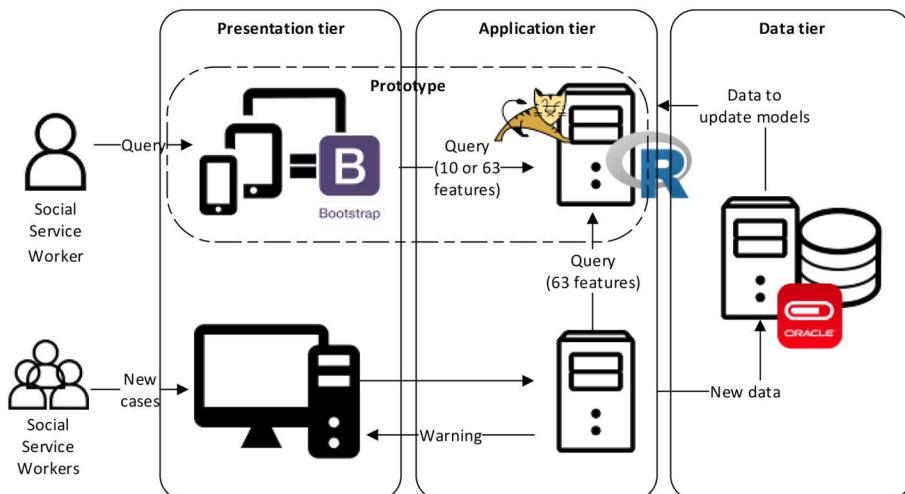 Presentation tier
Application tier
Data tier
Prototype
Query
Social
Service
Worker
B
Bootstrap
Query
(10 or 63
features)
R
Data to
update models
Query
(63 features)
ORACLE
New
cases
Social
Service
Workers
Warning
New data